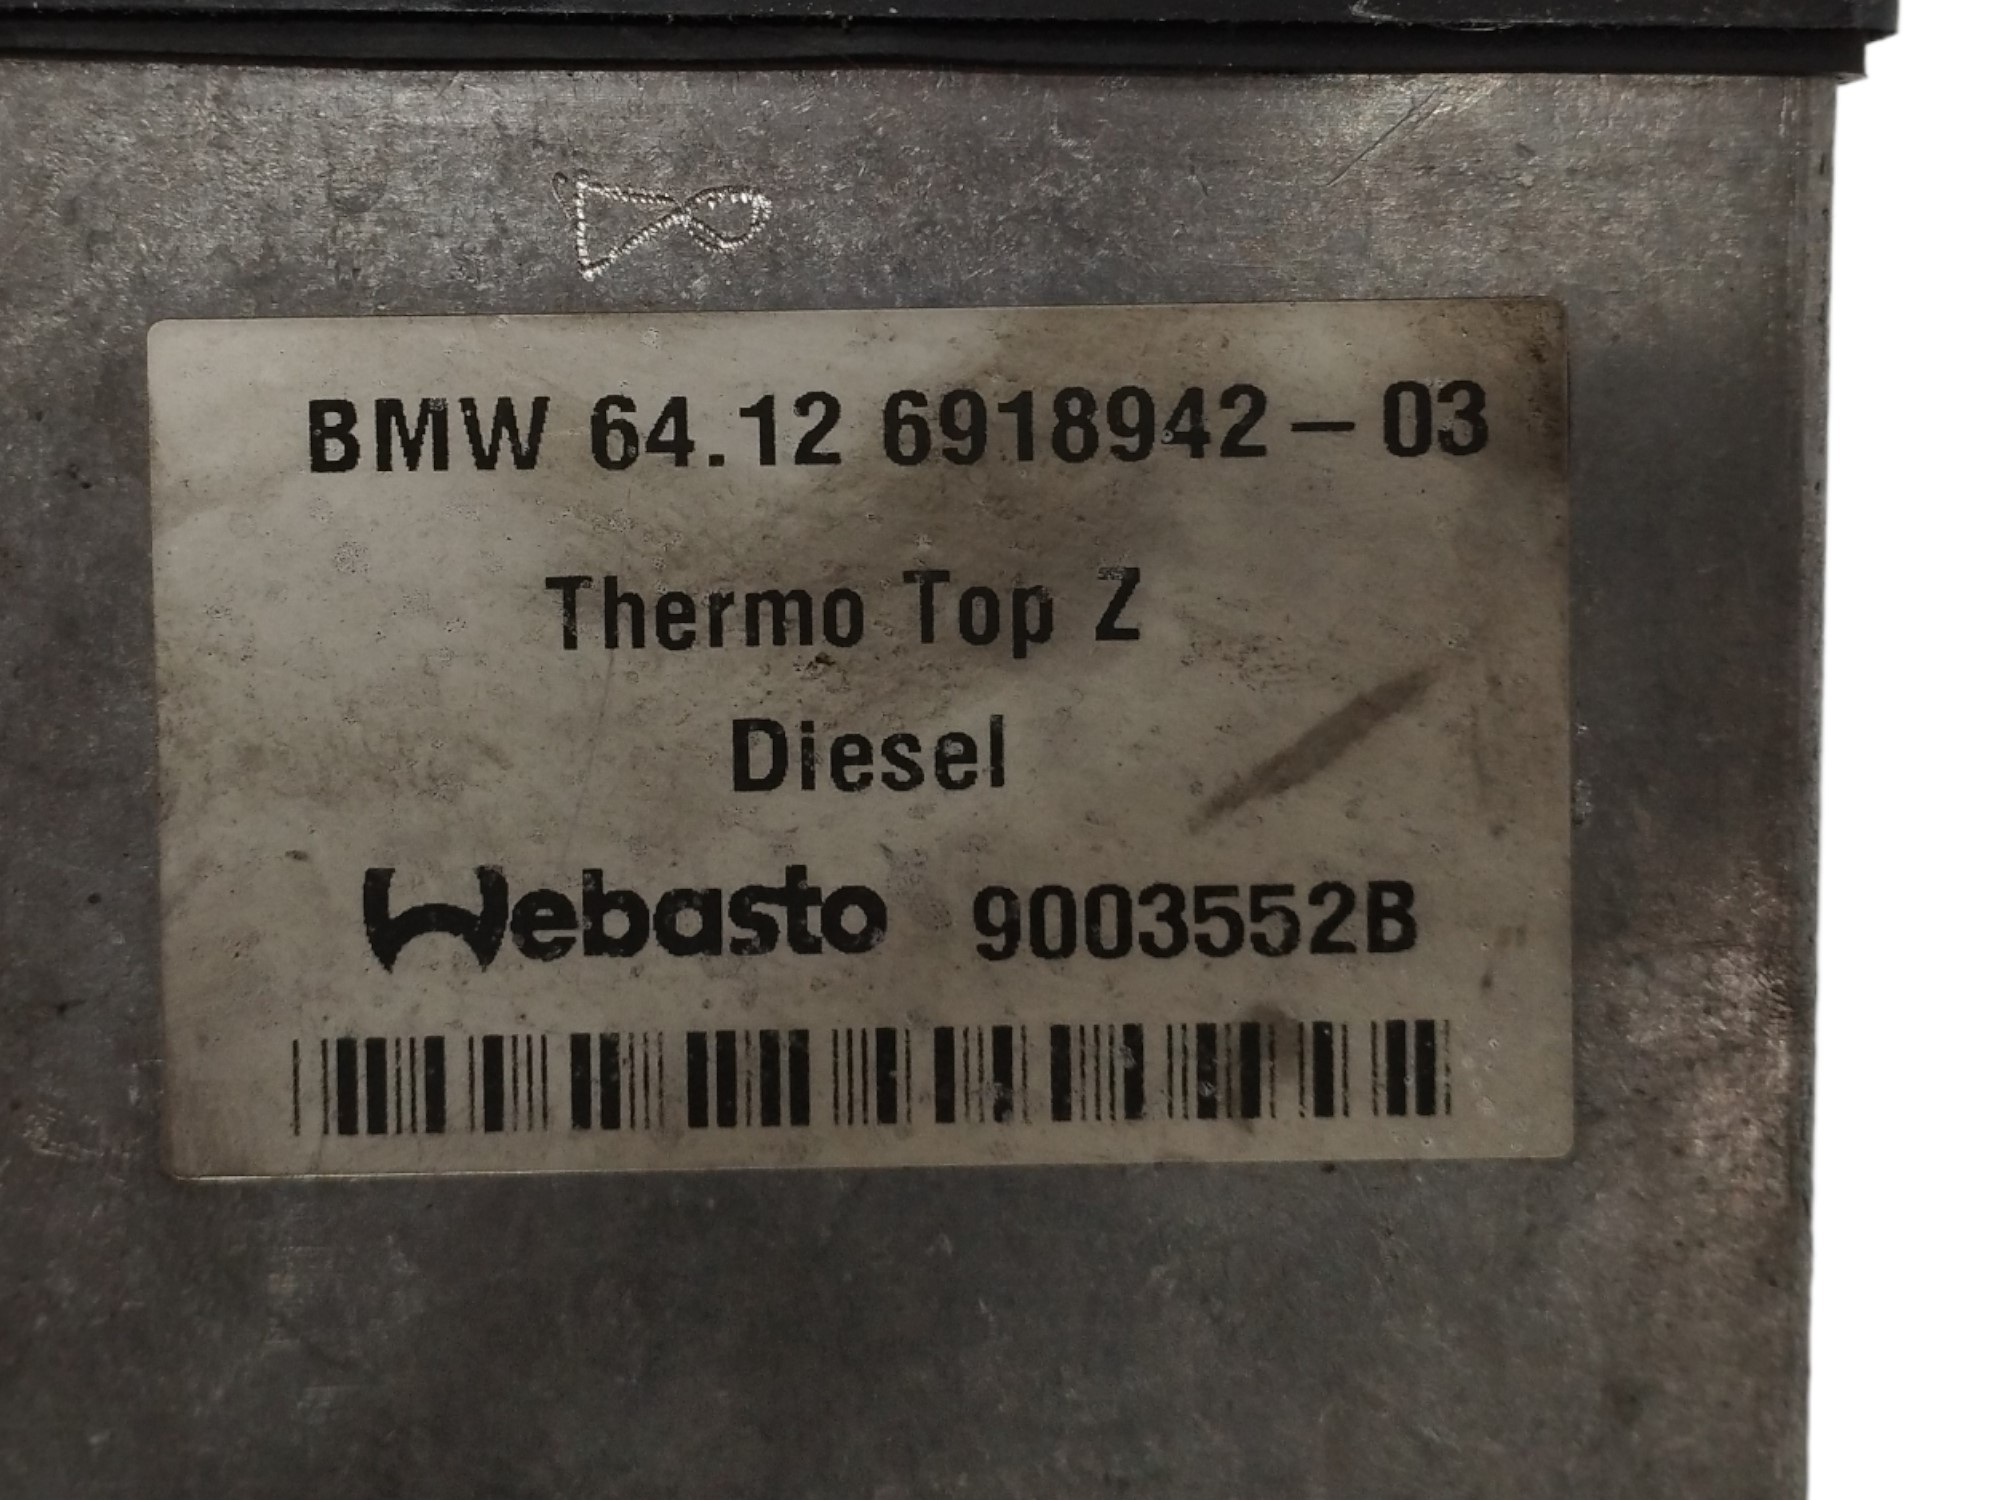 BMW 64.12 6918942-03
Thermo Top Z
Diesel
Webasto 9003552B